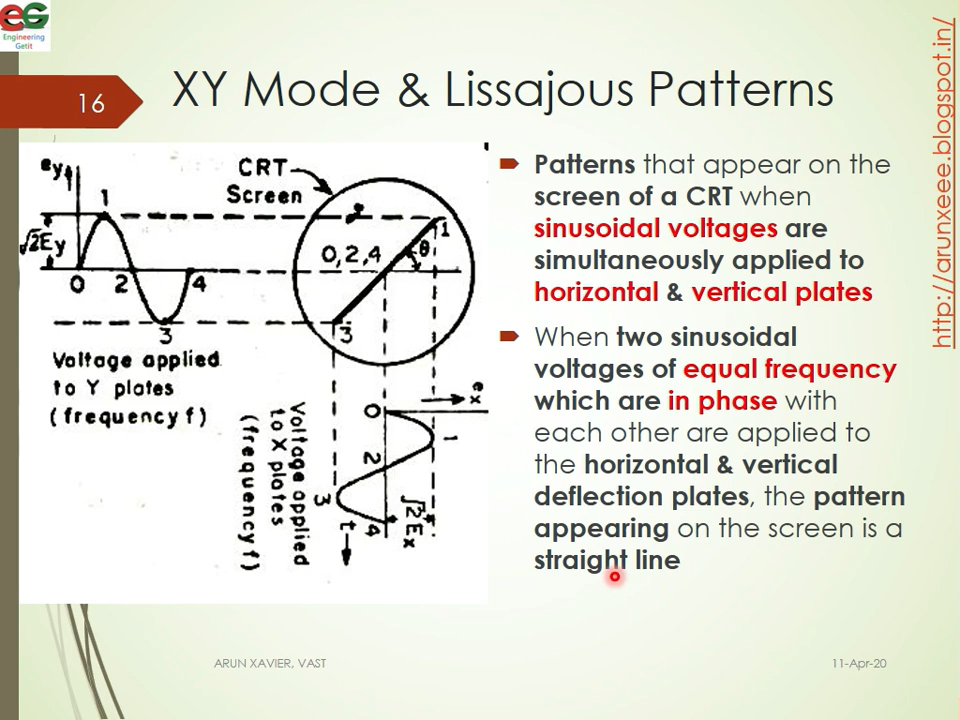 EG
Engineering
Getit
16
XY Mode & Lissajous Patterns
http://arunxeee.blogspot.in/
ey
1
√2Ey
0 2 4
3
Voltage applied
to Y plates
(frequency f)
CRT
Screen
1
θ
0,2,4
3
ex
0
1
2
3
4
t
√2Ex
Voltage applied
to X plates
(frequency f)
Patterns that appear on the
screen of a CRT when
sinusoidal voltages are
simultaneously applied to
horizontal & vertical plates
When two sinusoidal
voltages of equal frequency
which are in phase with
each other are applied to
the horizontal & vertical
deflection plates, the pattern
appearing on the screen is a
straight line
ARUN XAVIER, VAST
11-Apr-20